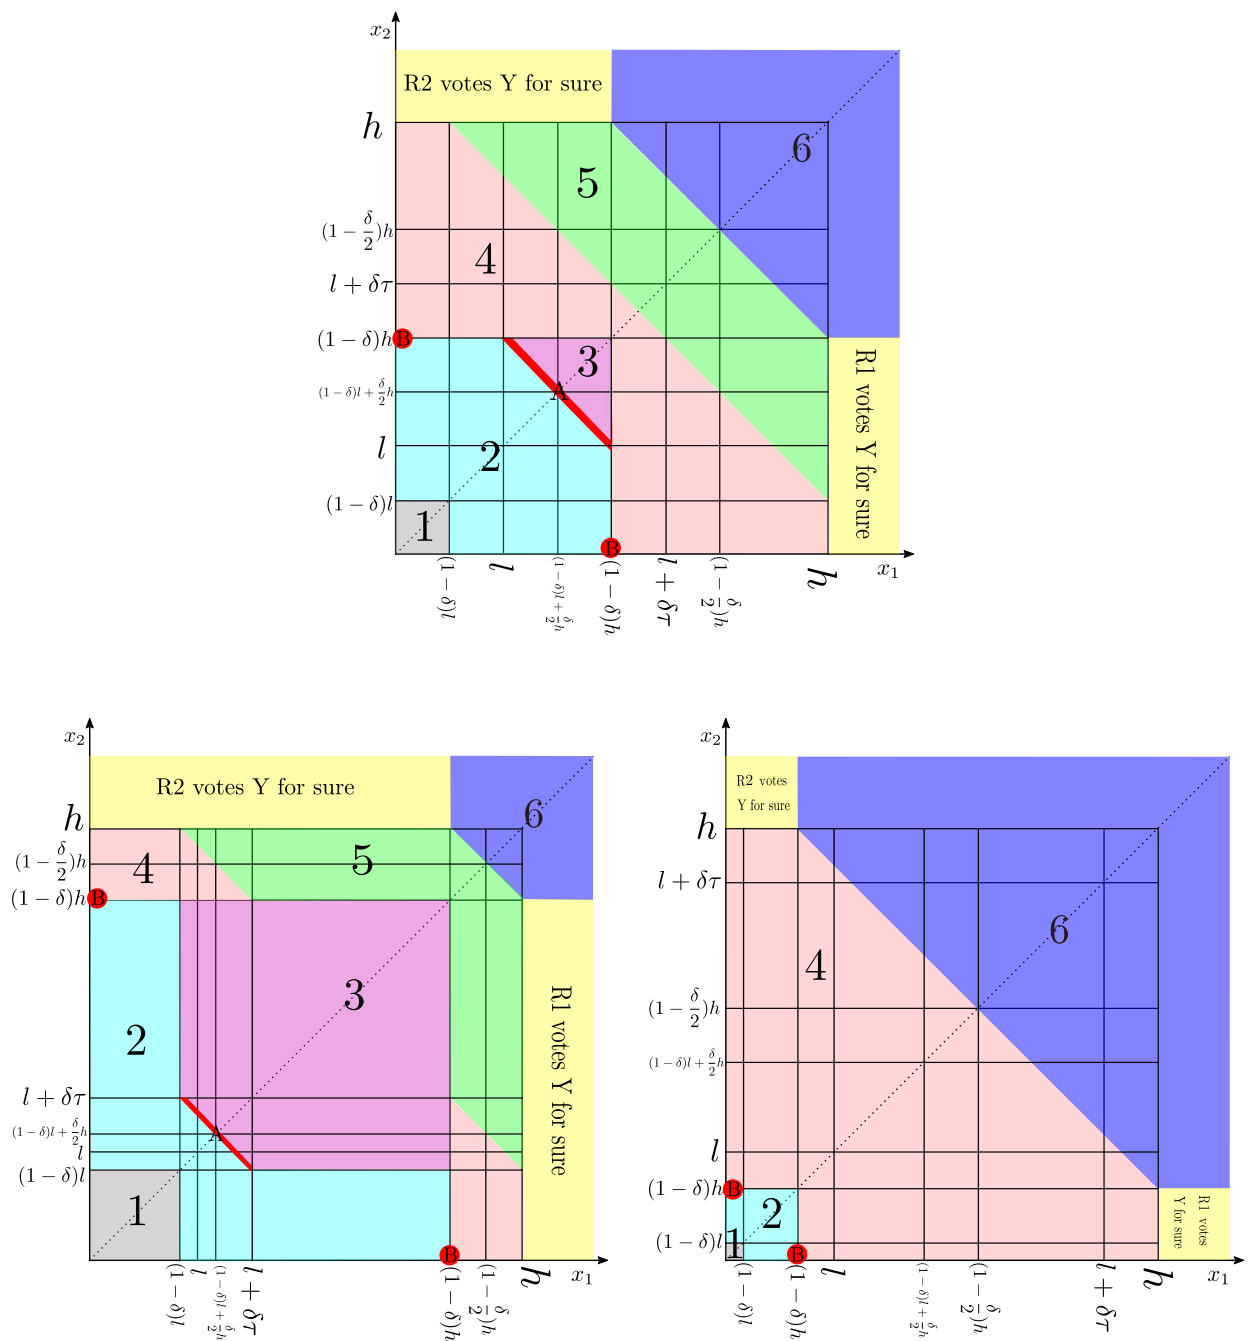 x₂
R2 votes Y for sure
h
6
5
(1 − δ/2)h
4
l + δτ
(1 − δ)h
B
3
R1 votes Y for sure
(1 − δ)l + δ/2 h
A
l
2
(1 − δ)l
1
B
x₁
(1 − δ)l
l
(1 − δ)l + δ/2 h
(1 − δ)h
l + δτ
(1 − δ/2)h
h
x₂
R2 votes Y for sure
h
6
(1 − δ/2)h
4
5
(1 − δ)h
B
3
R1 votes Y for sure
2
l + δτ
(1 − δ)l + δ/2 h
A
l
(1 − δ)l
1
B
x₁
(1 − δ)l
l
(1 − δ)l + δ/2 h
l + δτ
(1 − δ)h
(1 − δ/2)h
h
x₂
R2 votes
Y for sure
h
l + δτ
6
4
(1 − δ/2)h
(1 − δ)l + δ/2 h
l
(1 − δ)h
B
2
R1 votes
Y for sure
(1 − δ)l
1
B
x₁
(1 − δ)l
(1 − δ)h
l
(1 − δ)l + δ/2 h
(1 − δ/2)h
l + δτ
h